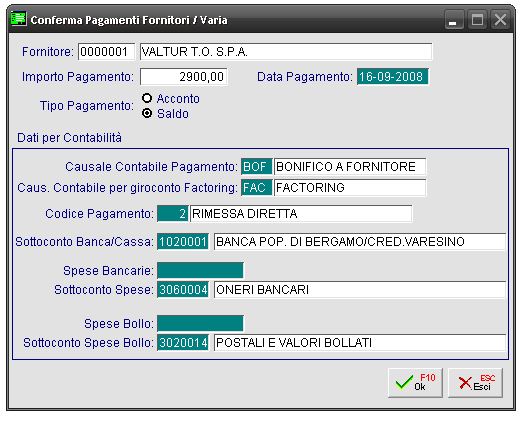 Conferma Pagamenti Fornitori / Varia
Fornitore: 0000001 VALTUR T.O. S.P.A.
Importo Pagamento: 2900,00 Data Pagamento: 16-09-2008
Tipo Pagamento: Acconto
Saldo
Dati per Contabilità
Causale Contabile Pagamento: BOF BONIFICO A FORNITORE
Caus. Contabile per giroconto Factoring: FAC FACTORING
Codice Pagamento: 2 RIMESSA DIRETTA
Sottoconto Banca/Cassa: 1020001 BANCA POP. DI BERGAMO/CRED.VARESINO
Spese Bancarie:
Sottoconto Spese: 3060004 ONERI BANCARI
Spese Bollo:
Sottoconto Spese Bollo: 3020014 POSTALI E VALORI BOLLATI
F10 ESC
Ok Esci